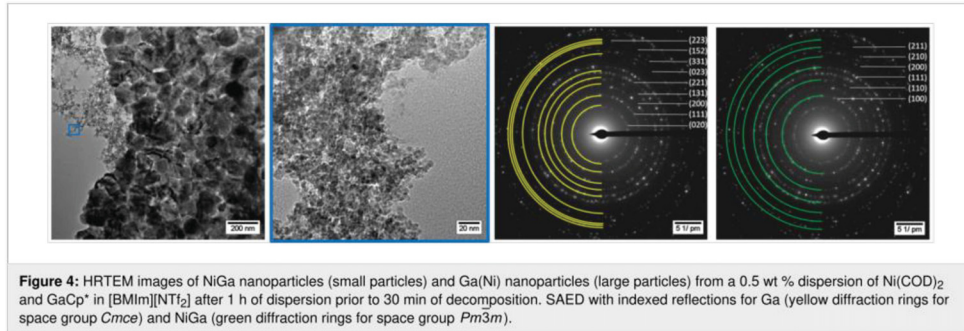 200 nm
20 nm
(223)
(152)
(331)
(023)
(221)
(131)
(200)
(111)
(020)
5 1/ pm
(211)
(210)
(200)
(111)
(110)
(100)
5 1/ pm
Figure 4: HRTEM images of NiGa nanoparticles (small particles) and Ga(Ni) nanoparticles (large particles) from a 0.5 wt % dispersion of Ni(COD)₂
and GaCp* in [BMIm][NTf₂] after 1 h of dispersion prior to 30 min of decomposition. SAED with indexed reflections for Ga (yellow diffraction rings for
space group Cmce) and NiGa (green diffraction rings for space group Pm3̅m).